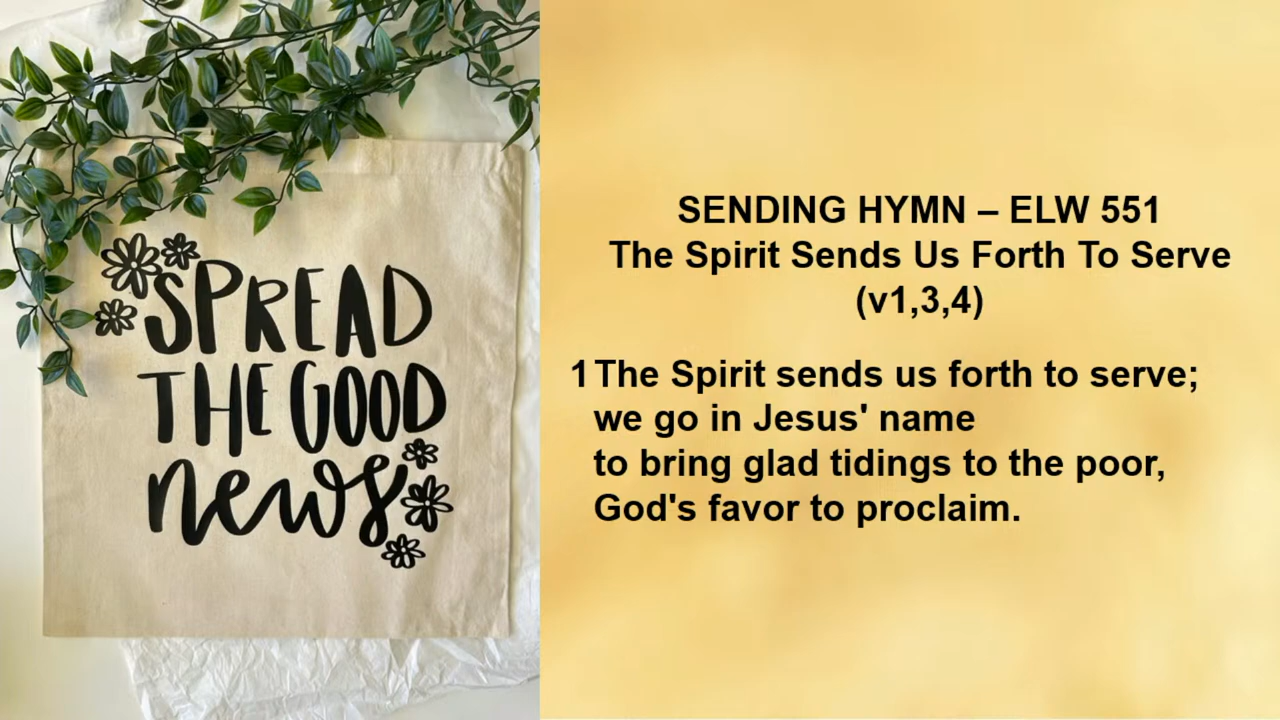 SPREAD
THE GOOD
news
SENDING HYMN – ELW 551
The Spirit Sends Us Forth To Serve
(v1,3,4)
1 The Spirit sends us forth to serve;
we go in Jesus' name
to bring glad tidings to the poor,
God's favor to proclaim.